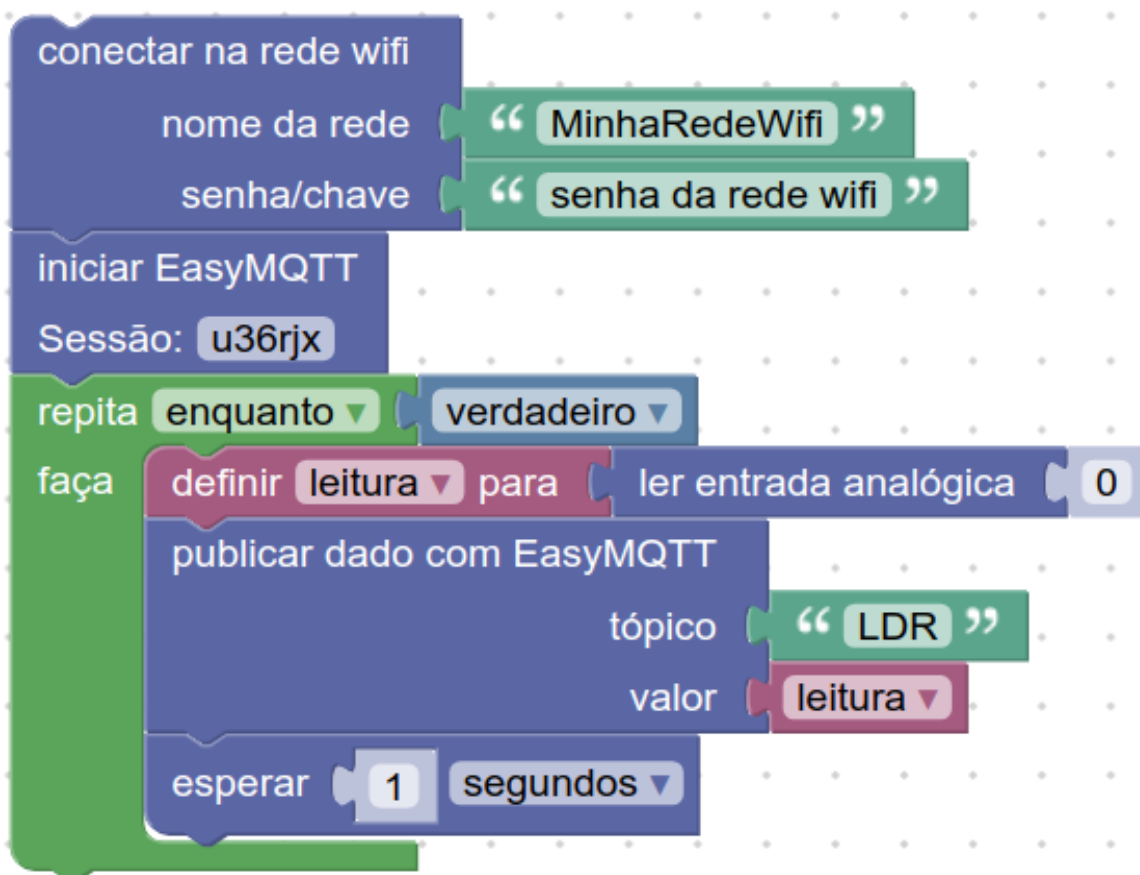 conectar na rede wifi
nome da rede “ MinhaRedeWifi ”
senha/chave “ senha da rede wifi ”
iniciar EasyMQTT
Sessão: u36rjx
repita enquanto ▾ verdadeiro ▾
faça definir leitura ▾ para ler entrada analógica 0
publicar dado com EasyMQTT
tópico “ LDR ”
valor leitura ▾
esperar 1 segundos ▾